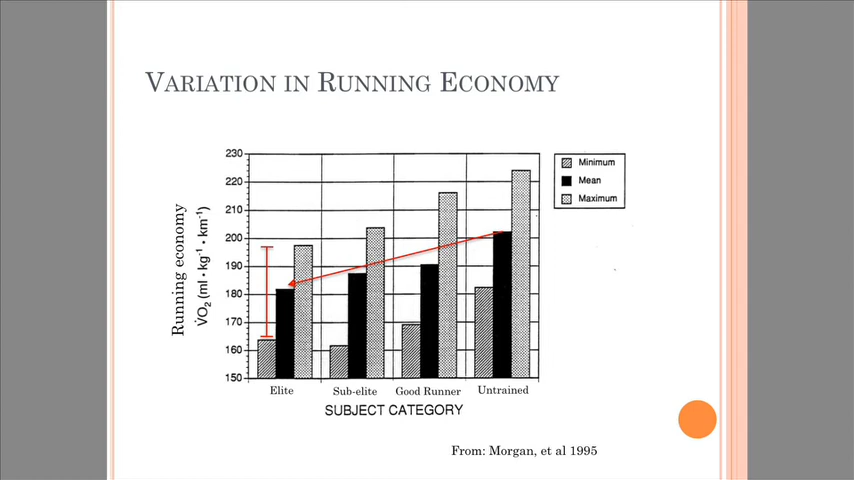 VARIATION IN RUNNING ECONOMY
230
220
210
200
190
180
170
160
150
Running economy
V̇O₂ (ml • kg⁻¹ • km⁻¹)
Minimum
Mean
Maximum
Elite Sub-elite Good Runner Untrained
SUBJECT CATEGORY
From: Morgan, et al 1995